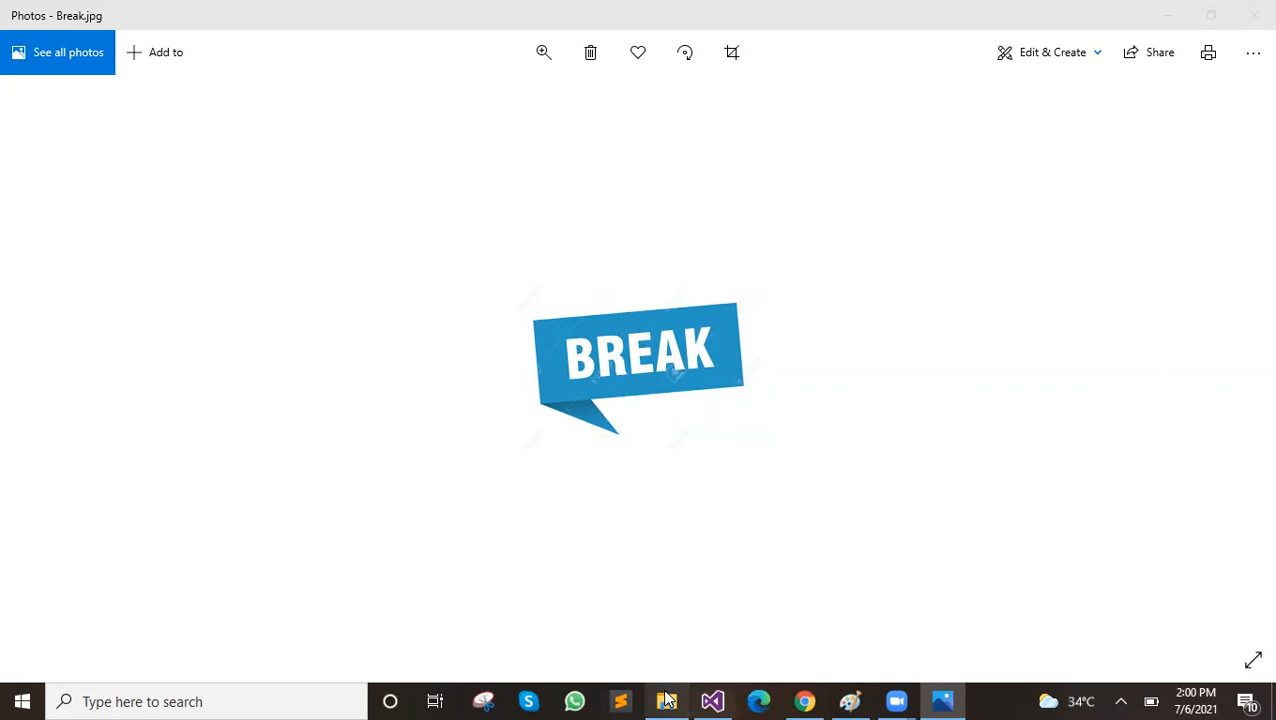 Photos - Break.jpg
See all photos
Add to
Edit & Create
Share
BREAK
Type here to search
34°C
2:00 PM
7/6/2021
10